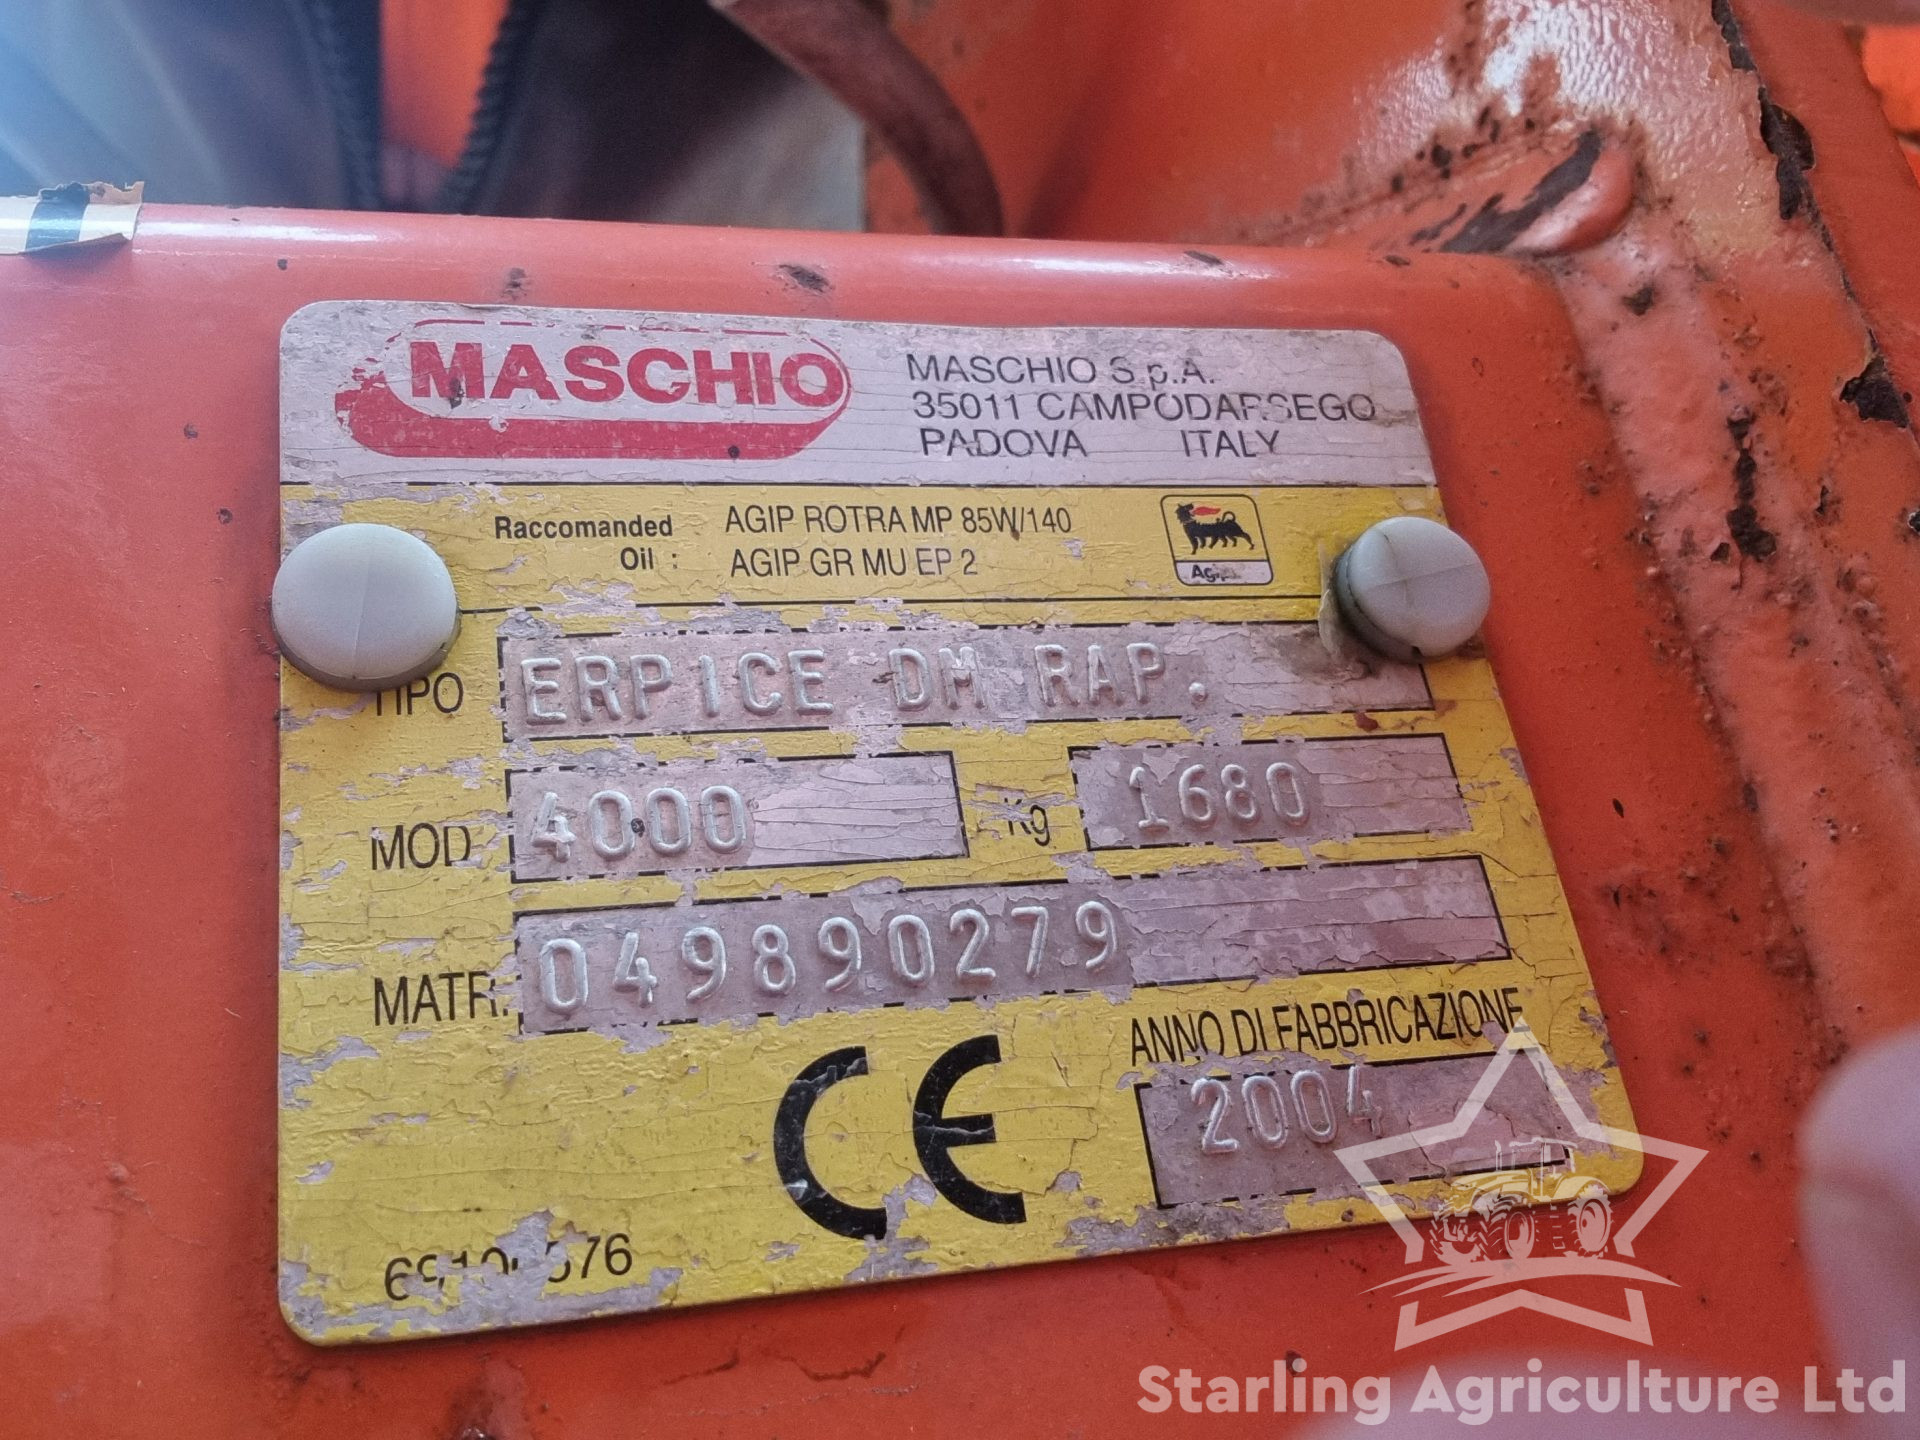 MASCHIO
MASCHIO S.p.A.
35011 CAMPODARSEGO
PADOVA ITALY
Raccomanded Oil :
AGIP ROTRA MP 85W/140
AGIP GR MU EP 2
Agip
TIPO ERPICE DM RAP.
MOD. 4000 Kg 1680
MATR. 049890279
ANNO DI FABBRICAZIONE
2004
CE
Starling Agriculture Ltd